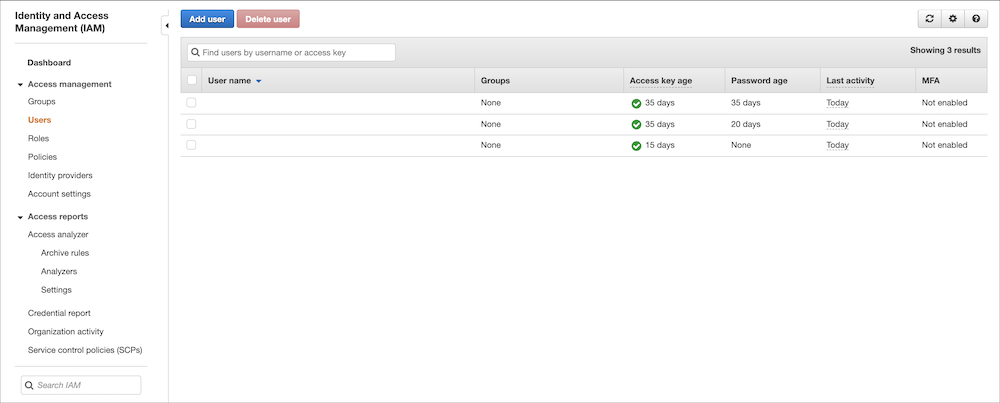 Identity and Access
Management (IAM)
Dashboard
Access management
Groups
Users
Roles
Policies
Identity providers
Account settings
Access reports
Access analyzer
Archive rules
Analyzers
Settings
Credential report
Organization activity
Service control policies (SCPs)
Search IAM
Add user Delete user
Find users by username or access key Showing 3 results
User name Groups Access key age Password age Last activity MFA
None 35 days 35 days Today Not enabled
None 35 days 20 days Today Not enabled
None 15 days None Today Not enabled